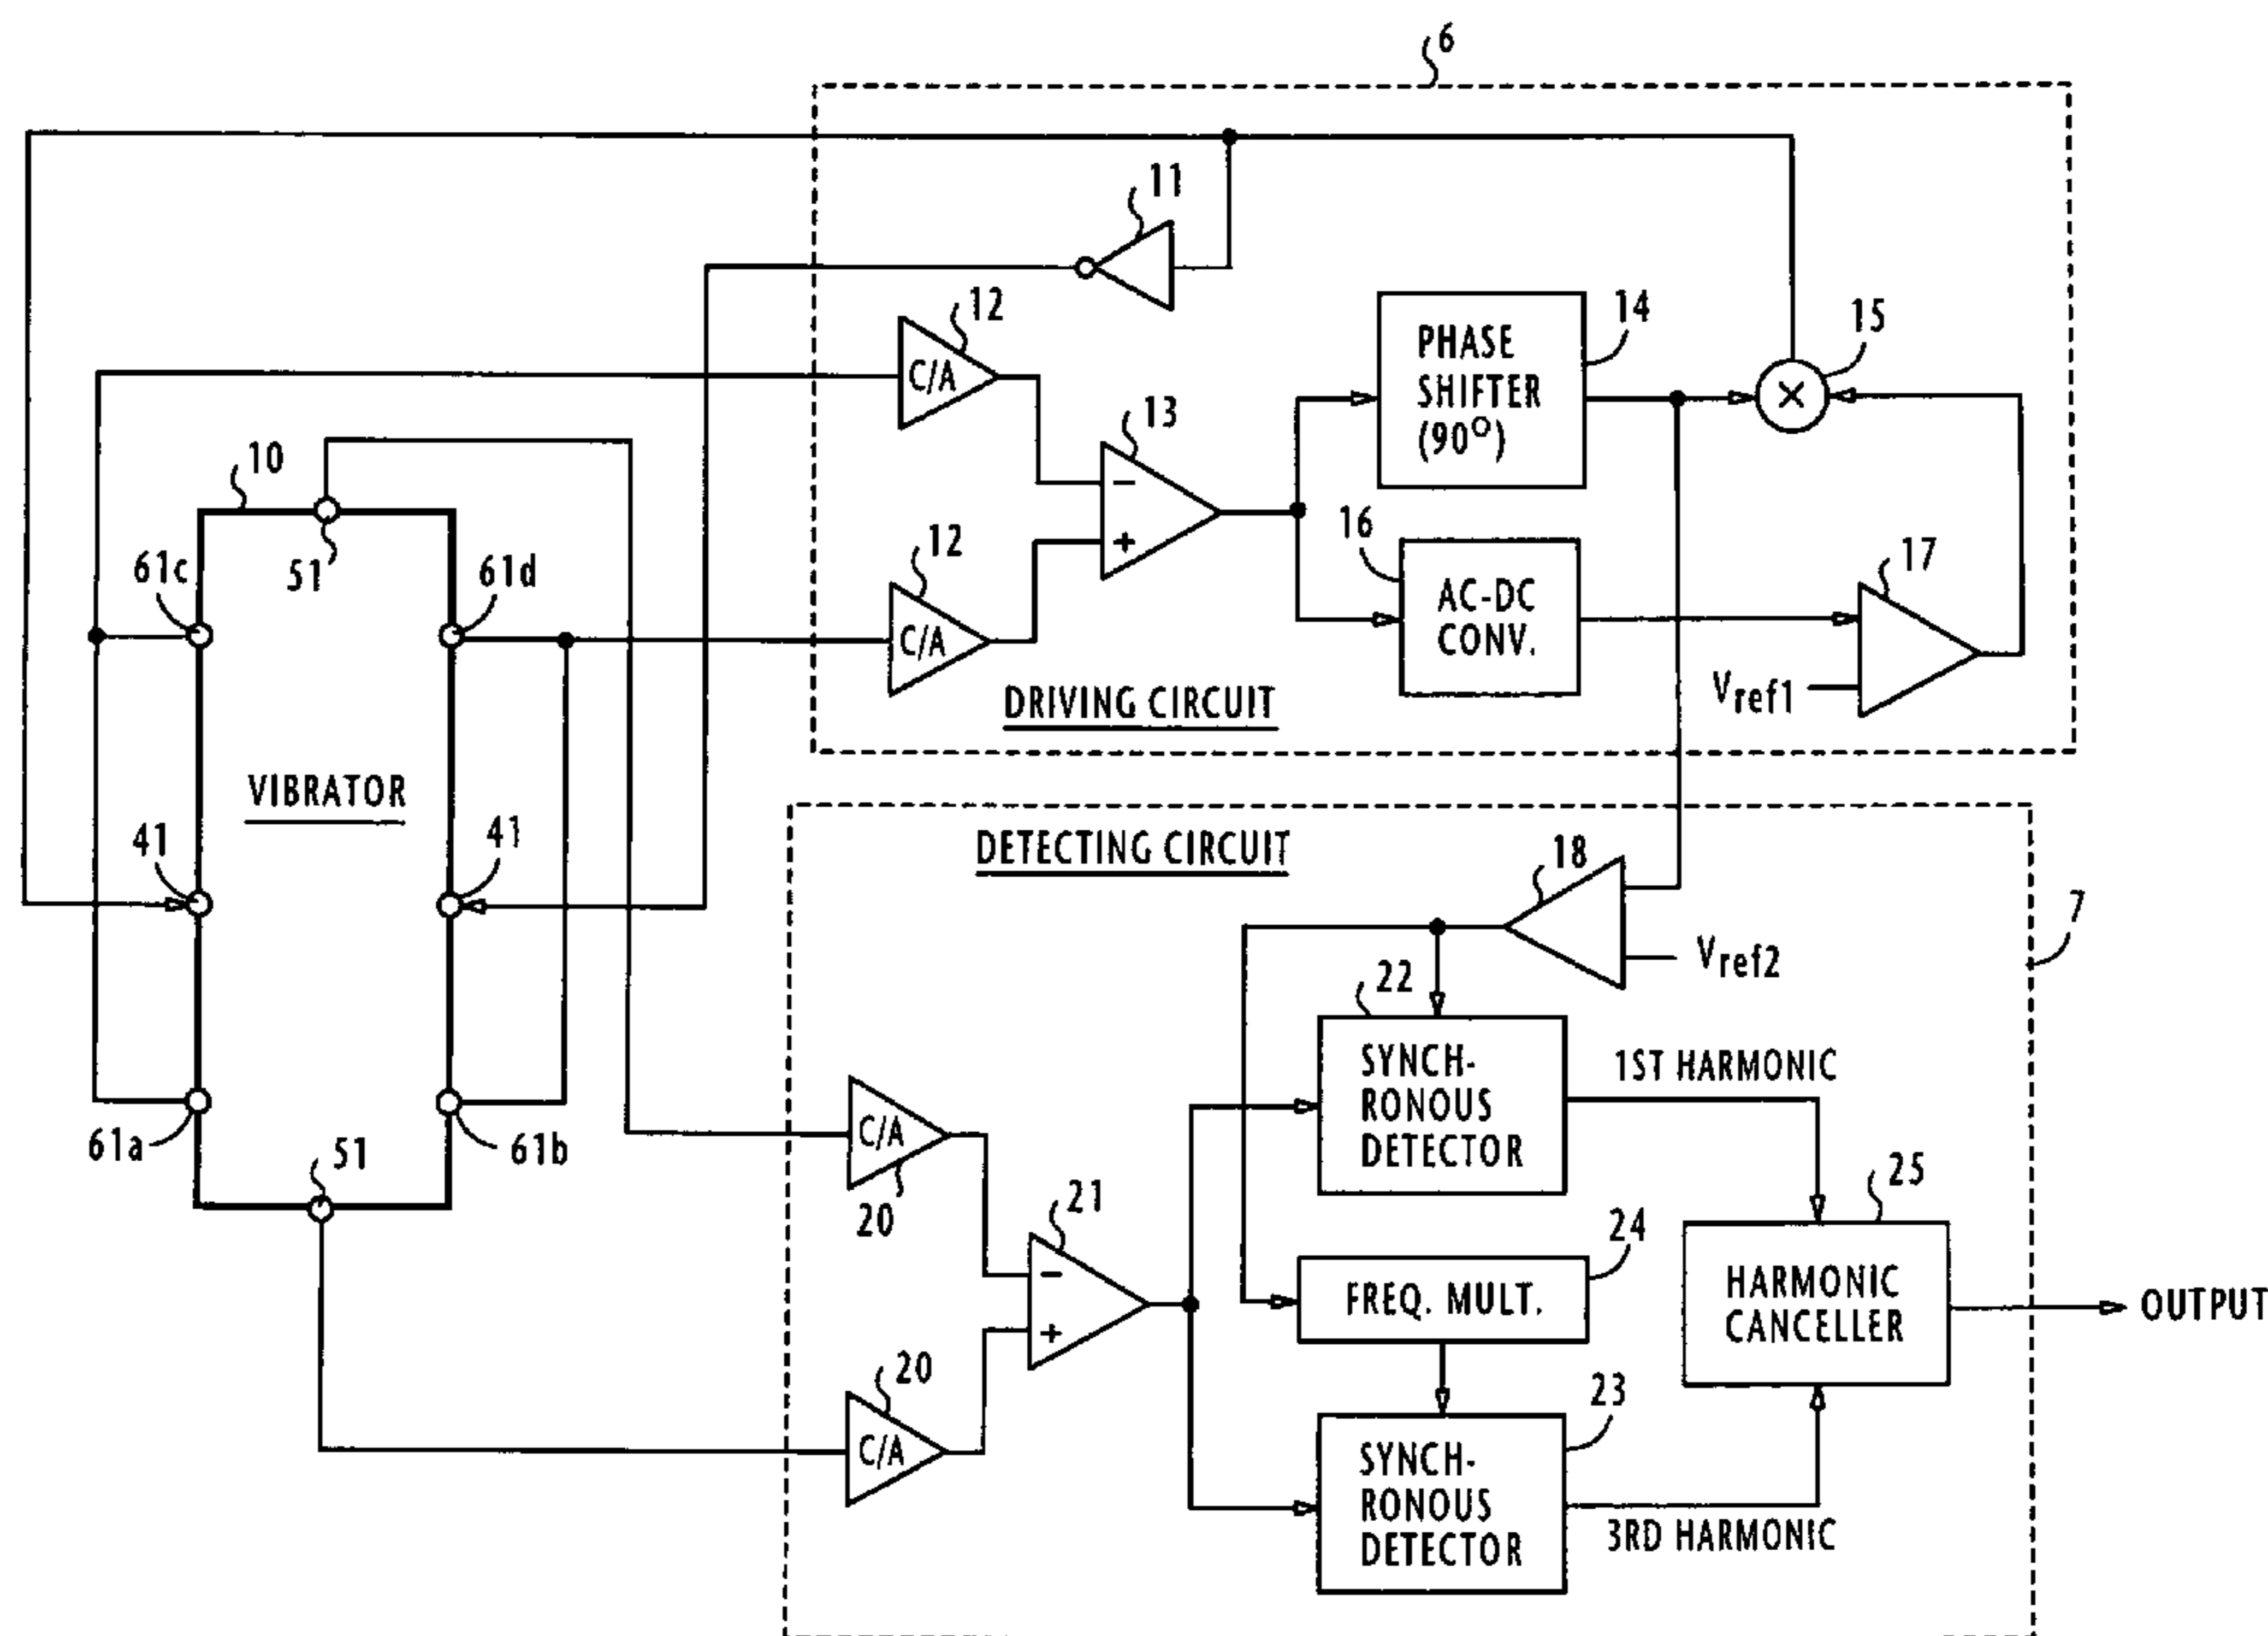 6
11
12
C/A
13
PHASE
SHIFTER
(90°)
14
15
×
10
51
61c
61d
12
C/A
−
+
16
AC-DC
CONV.
17
Vref1
DRIVING CIRCUIT
VIBRATOR
41
41
DETECTING CIRCUIT
18
Vref2
7
22
SYNCH-
RONOUS
DETECTOR
1ST HARMONIC
61a
61b
51
C/A
20
21
−
+
24
FREQ. MULT.
25
HARMONIC
CANCELLER
OUTPUT
20
C/A
23
SYNCH-
RONOUS
DETECTOR
3RD HARMONIC